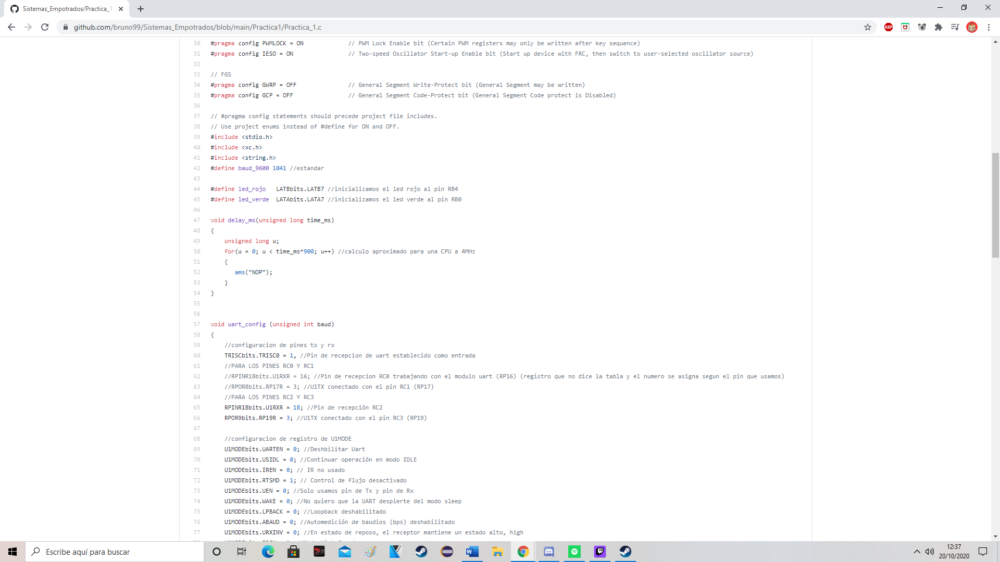 Sistemas_Empotrados/Practica_1
github.com/bruno99/Sistemas_Empotrados/blob/main/Practica1/Practica_1.c
ABP
30 #pragma config PWMLOCK = ON // PWM Lock Enable bit (Certain PWM registers may only be written after key sequence)
31 #pragma config IESO = ON // Two-speed Oscillator Start-up Enable bit (Start up device with FRC, then switch to user-selected oscillator source)
32
33 // FGS
34 #pragma config GWRP = OFF // General Segment Write-Protect bit (General Segment may be written)
35 #pragma config GCP = OFF // General Segment Code-Protect bit (General Segment Code protect is Disabled)
36
37 // #pragma config statements should precede project file includes.
38 // Use project enums instead of #define for ON and OFF.
39 #include <stdio.h>
40 #include <xc.h>
41 #include <string.h>
42 #define baud_9600 1041 //estandar
43
44 #define led_rojo LATBbits.LATB7 //inicializamos el led rojo al pin RB4
45 #define led_verde LATAbits.LATA7 //inicializamos el led verde al pin RB0
46
47 void delay_ms(unsigned long time_ms)
48 {
49 unsigned long u;
50 for(u = 0; u < time_ms*900; u++) //calculo aproximado para una CPU a 4MHz
51 {
52 ams("NOP");
53 }
54 }
55
56
57 void uart_config (unsigned int baud)
58 {
59 //configuracion de pines tx y rx
60 TRISCbits.TRISC0 = 1, //Pin de recepcion de uart establecido como entrada
61 //PARA LOS PINES RC0 Y RC1
62 //RPINR18bits.U1RXR = 16; //Pin de recepcion RC0 trabajando con el modulo uart (RP16) (registro que no dice la tabla y el numero se asigna segun el pin que usamos)
63 //RPOR8bits.RP17R = 3; //U1TX conectado con el pin RC1 (RP17)
64 //PARA LOS PINES RC2 Y RC3
65 RPINR18bits.U1RXR = 18; //Pin de recepción RC2
66 RPOR9bits.RP19R = 3; //U1TX conectado con el pin RC3 (RP19)
67
68 //configuracion de registro de U1MODE
69 U1MODEbits.UARTEN = 0; //Deshbilitar Uart
70 U1MODEbits.USIDL = 0; //Continuar operación en modo IDLE
71 U1MODEbits.IREN = 0; // IR no usado
72 U1MODEbits.RTSMD = 1; // Control de flujo desactivado
73 U1MODEbits.UEN = 0; //Solo usamos pin de Tx y pin de Rx
74 U1MODEbits.WAKE = 0; //No quiero que la UART despierte del modo sleep
75 U1MODEbits.LPBACK = 0; //Loopback deshabilitado
76 U1MODEbits.ABAUD = 0; //Automedición de baudios (bps) deshabilitado
77 U1MODEbits.URXINV = 0; //En estado de reposo, el receptor mantiene un estado alto, high
Escribe aquí para buscar
12:37
20/10/2020